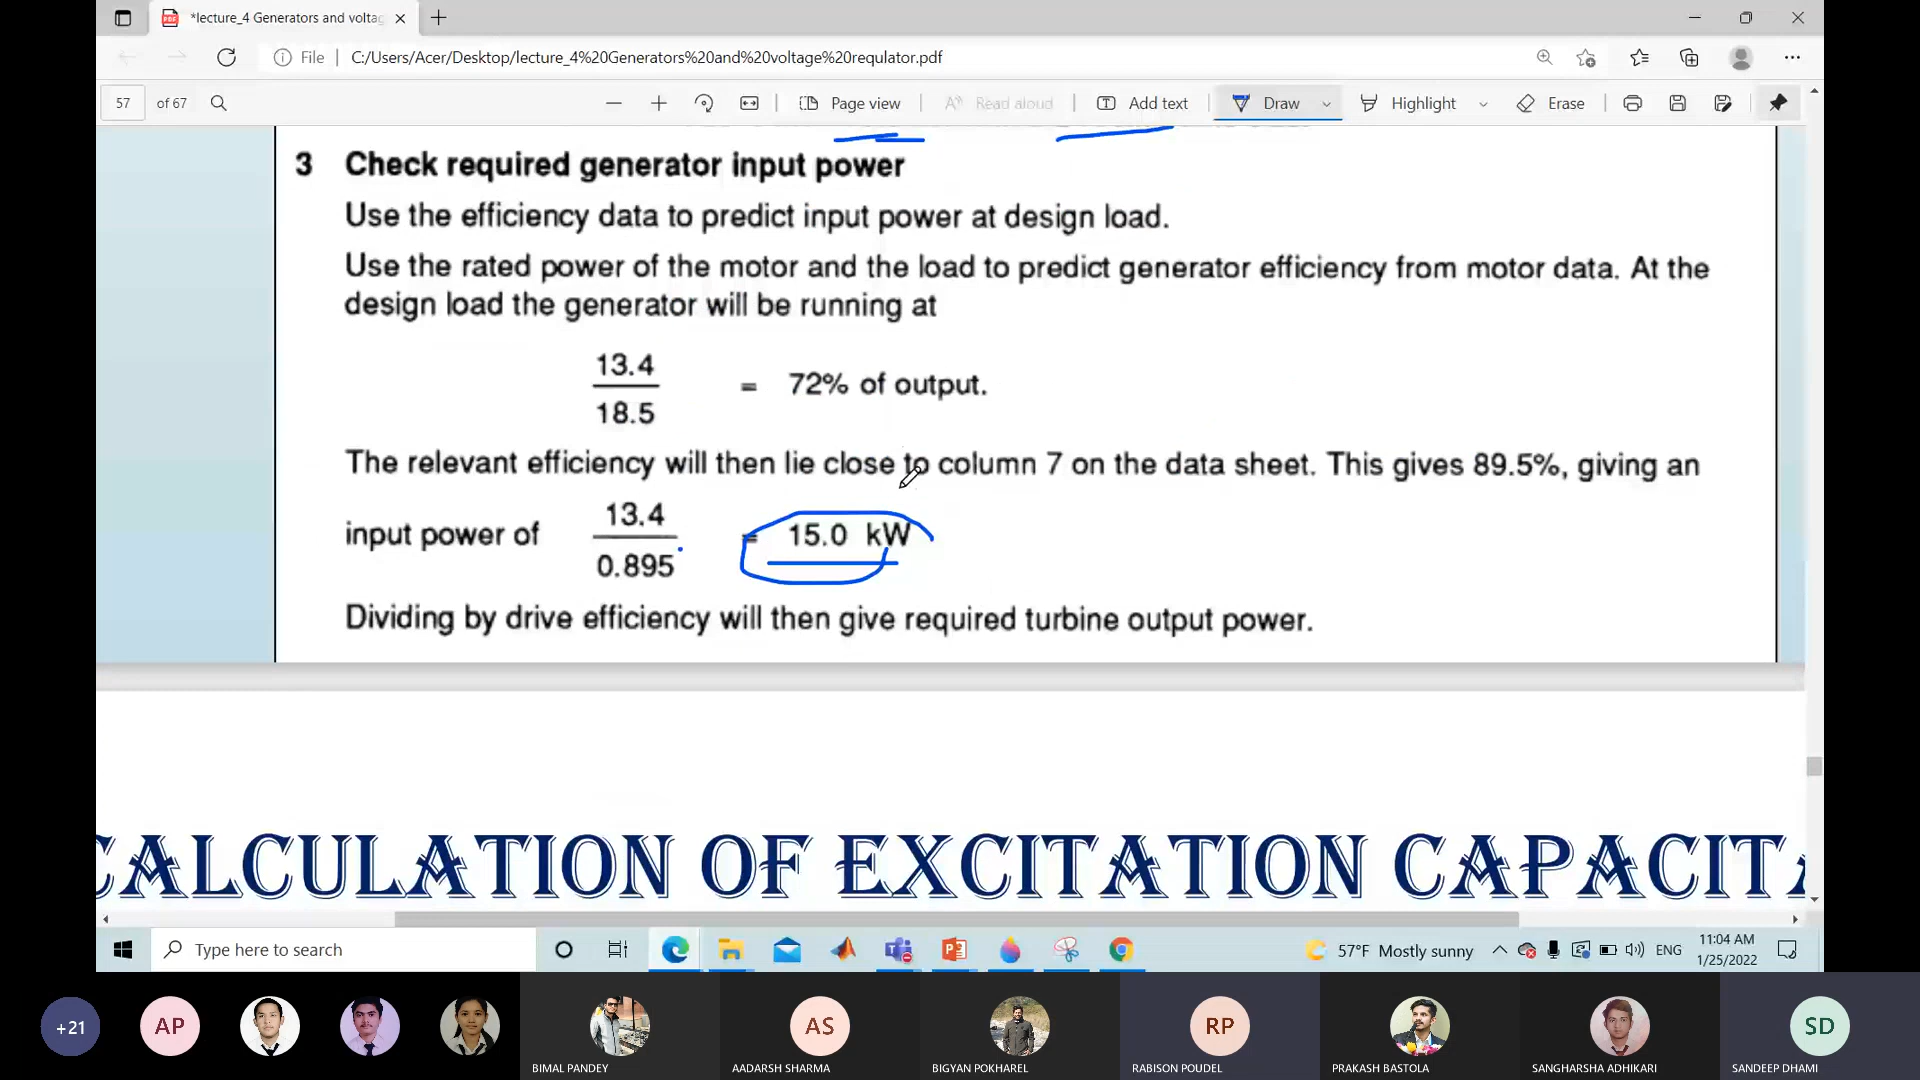 *lecture_4 Generators and volta
File
C:/Users/Acer/Desktop/lecture_4%20Generators%20and%20voltage%20requlator.pdf
57 of 67
Page view
Read aloud
Add text
Draw
Highlight
Erase
3 Check required generator input power
Use the efficiency data to predict input power at design load.
Use the rated power of the motor and the load to predict generator efficiency from motor data. At the
design load the generator will be running at
13.4
18.5
= 72% of output.
The relevant efficiency will then lie close to column 7 on the data sheet. This gives 89.5%, giving an
input power of
13.4
0.895
= 15.0 kW
Dividing by drive efficiency will then give required turbine output power.
CALCULATION OF EXCITATION CAPACITA
Type here to search
57°F Mostly sunny
ENG
11:04 AM
1/25/2022
+21
AP
AS
RP
SD
BIMAL PANDEY
AADARSH SHARMA
BIGYAN POKHAREL
RABISON POUDEL
PRAKASH BASTOLA
SANGHARSHA ADHIKARI
SANDEEP DHAMI